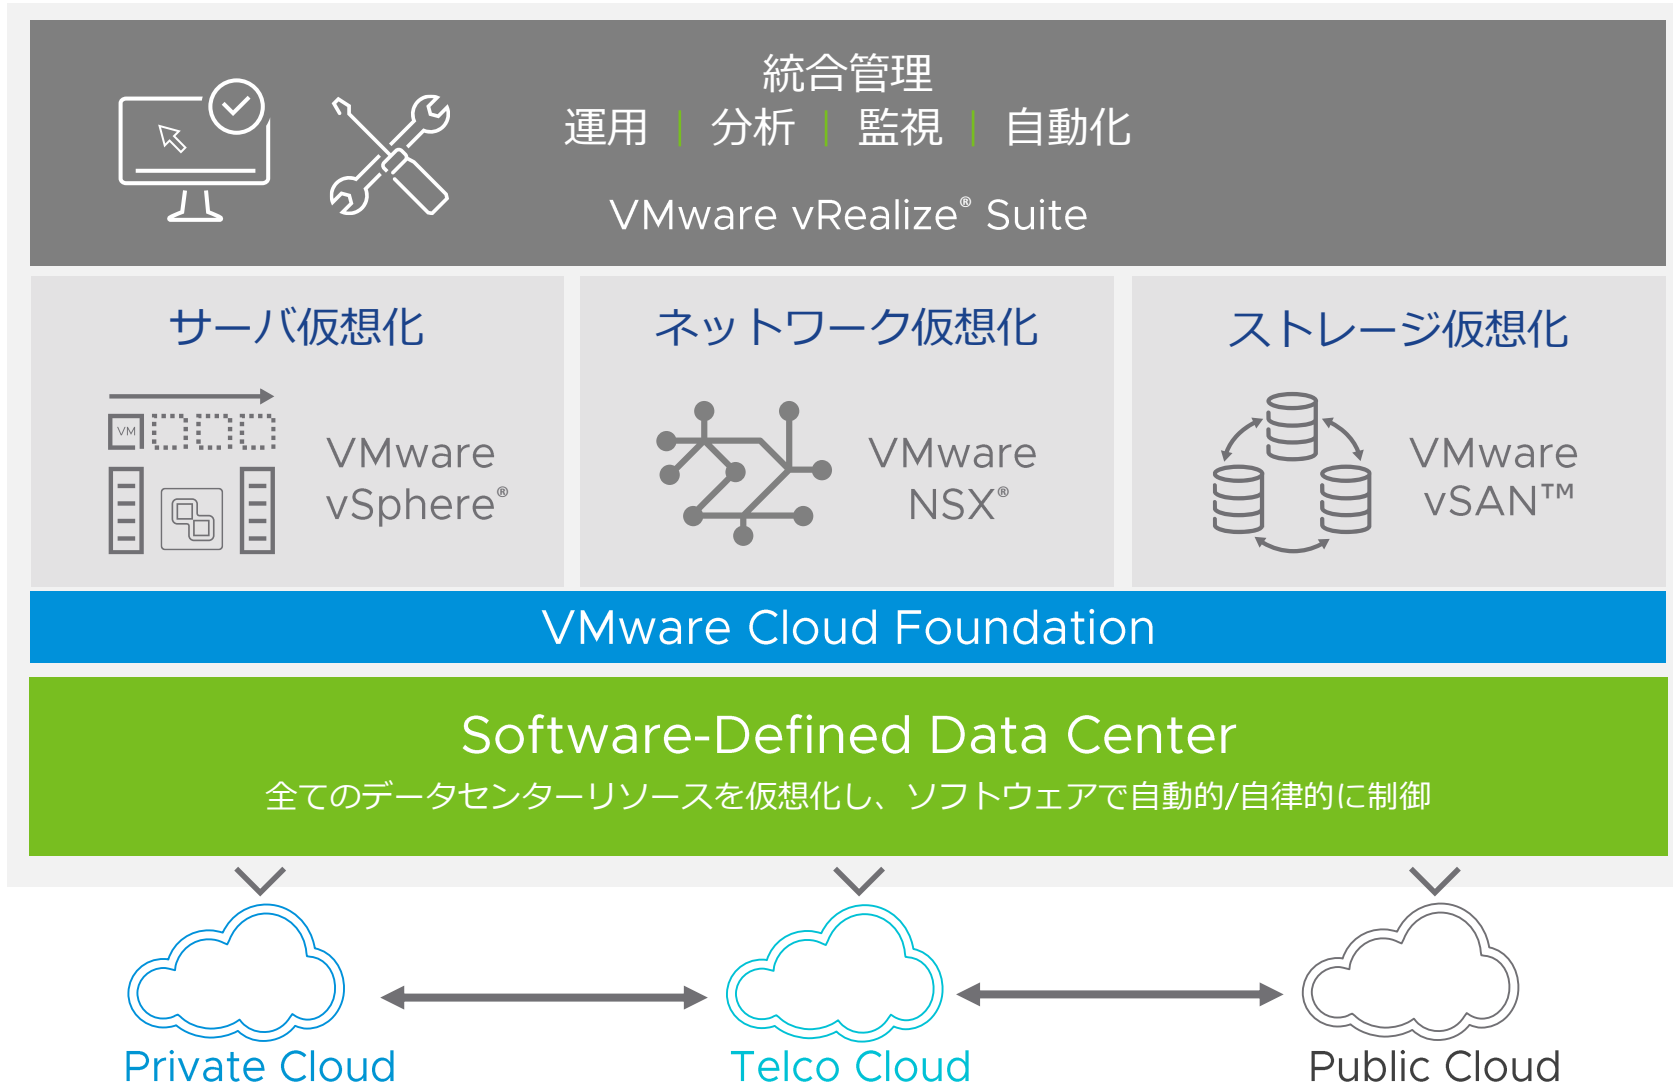 統合管理
運用 | 分析 | 監視 | 自動化
VMware vRealize® Suite
サーバ仮想化
VM
VMware
vSphere®
ネットワーク仮想化
VMware
NSX®
ストレージ仮想化
VMware
vSAN™
VMware Cloud Foundation
Software-Defined Data Center
全てのデータセンターリソースを仮想化し、ソフトウェアで自動的/自律的に制御
Private Cloud
Telco Cloud
Public Cloud